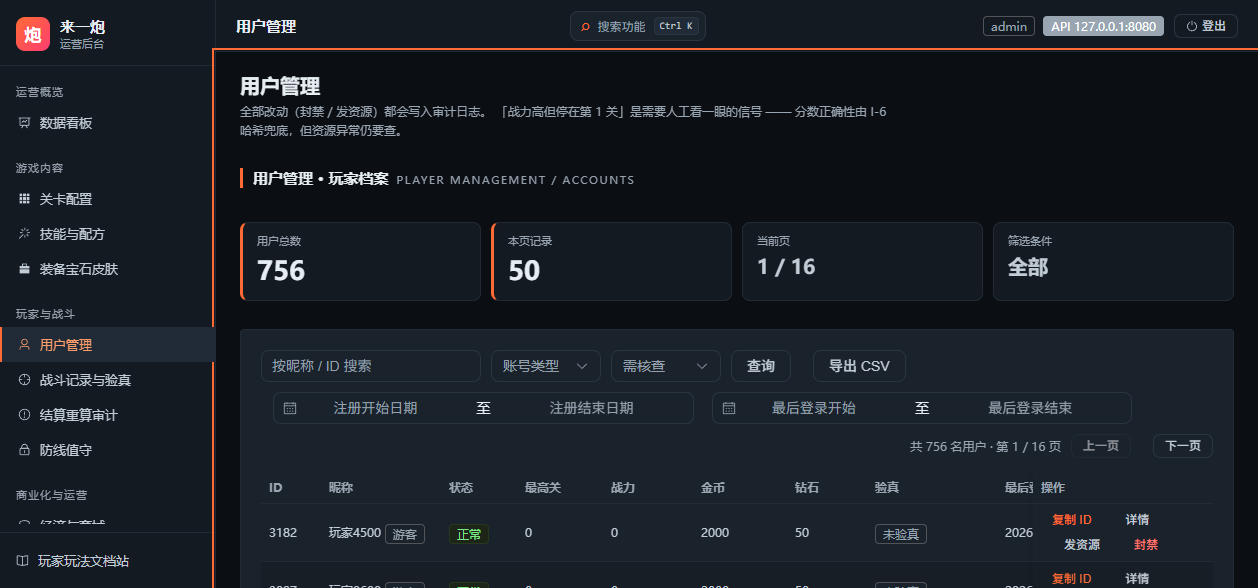 炮
来一炮
运营后台
运营概览
数据看板
游戏内容
关卡配置
技能与配方
装备宝石皮肤
玩家与战斗
用户管理
战斗记录与验真
结算重算审计
防线值守
商业化与运营
玩家玩法文档站
用户管理
搜索功能 Ctrl K
admin
API 127.0.0.1:8080
登出
用户管理
全部改动（封禁 / 发资源）都会写入审计日志。「战力高但停在第 1 关」是需要人工看一眼的信号 —— 分数正确性由 I-6
哈希兜底，但资源异常仍要查。
用户管理 • 玩家档案 PLAYER MANAGEMENT / ACCOUNTS
用户总数
756
本页记录
50
当前页
1 / 16
筛选条件
全部
按昵称 / ID 搜索 账号类型 需核查 查询 导出 CSV
注册开始日期 至 注册结束日期 最后登录开始 至 最后登录结束
共 756 名用户 · 第 1 / 16 页 上一页 下一页
ID 昵称 状态 最高关 战力 金币 钻石 验真 最后 操作
3182 玩家4500 游客 正常 0 0 2000 50 未验真 2026 复制 ID 详情
发资源 封禁
复制 ID 详情